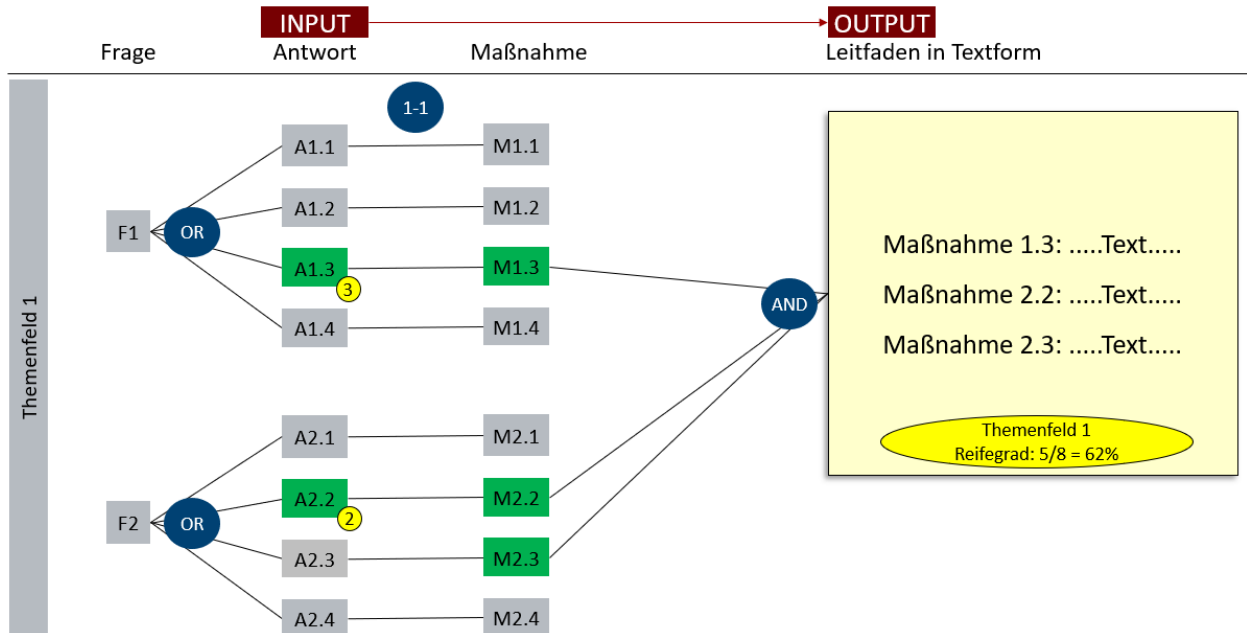 INPUT
OUTPUT
Frage
Antwort
Maßnahme
Leitfaden in Textform
Themenfeld 1
1-1
A1.1
M1.1
A1.2
M1.2
F1
OR
A1.3
3
M1.3
A1.4
M1.4
AND
A2.1
M2.1
A2.2
2
M2.2
F2
OR
A2.3
M2.3
A2.4
M2.4
Maßnahme 1.3: .....Text.....
Maßnahme 2.2: .....Text.....
Maßnahme 2.3: .....Text.....
Themenfeld 1
Reifegrad: 5/8 = 62%